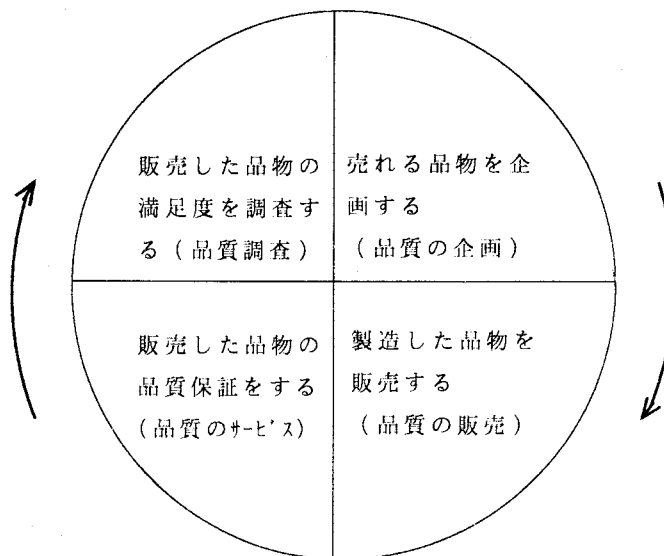 販売した品物の
満足度を調査す
る（品質調査）
売れる品物を企
画する
（品質の企画）
販売した品物の
品質保証をする
（品質のｻｰﾋﾞｽ）
製造した品物を
販売する
（品質の販売）